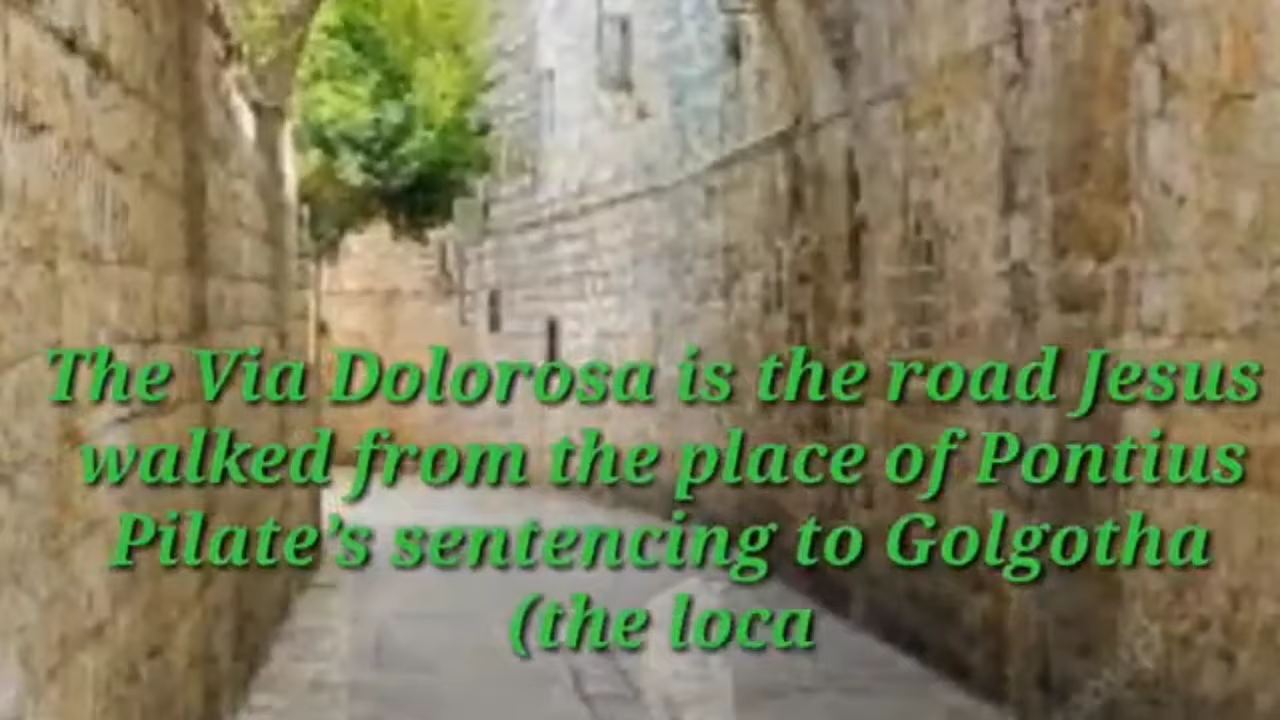 The Via Dolorosa is the road Jesus
walked from the place of Pontius
Pilate's sentencing to Golgotha
(the loca